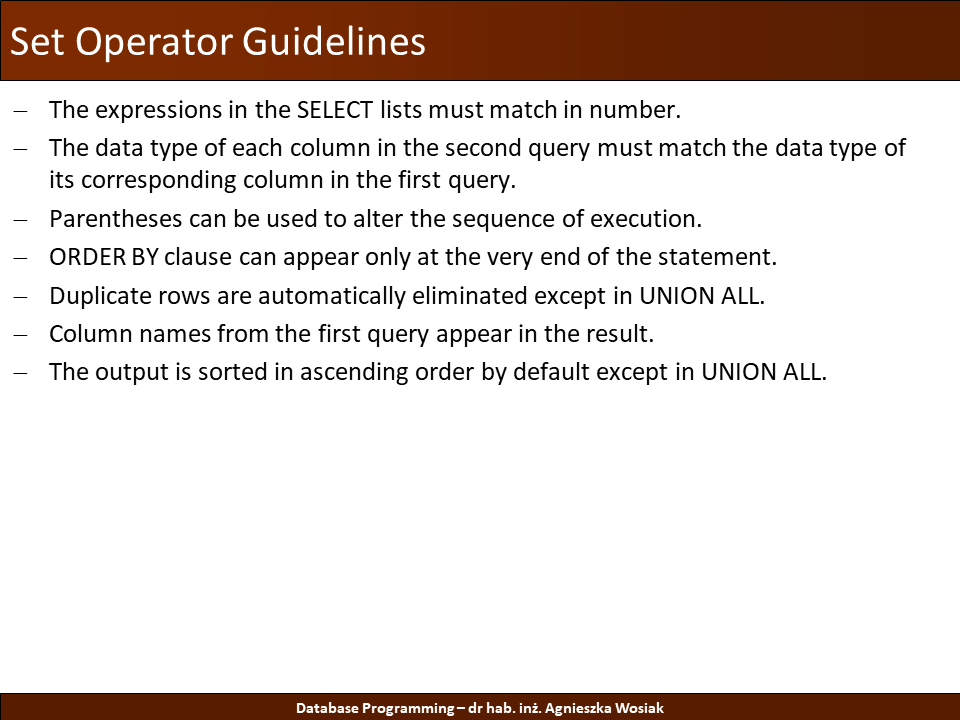 Set Operator Guidelines
– The expressions in the SELECT lists must match in number.
– The data type of each column in the second query must match the data type of
its corresponding column in the first query.
– Parentheses can be used to alter the sequence of execution.
– ORDER BY clause can appear only at the very end of the statement.
– Duplicate rows are automatically eliminated except in UNION ALL.
– Column names from the first query appear in the result.
– The output is sorted in ascending order by default except in UNION ALL.
Database Programming – dr hab. inż. Agnieszka Wosiak